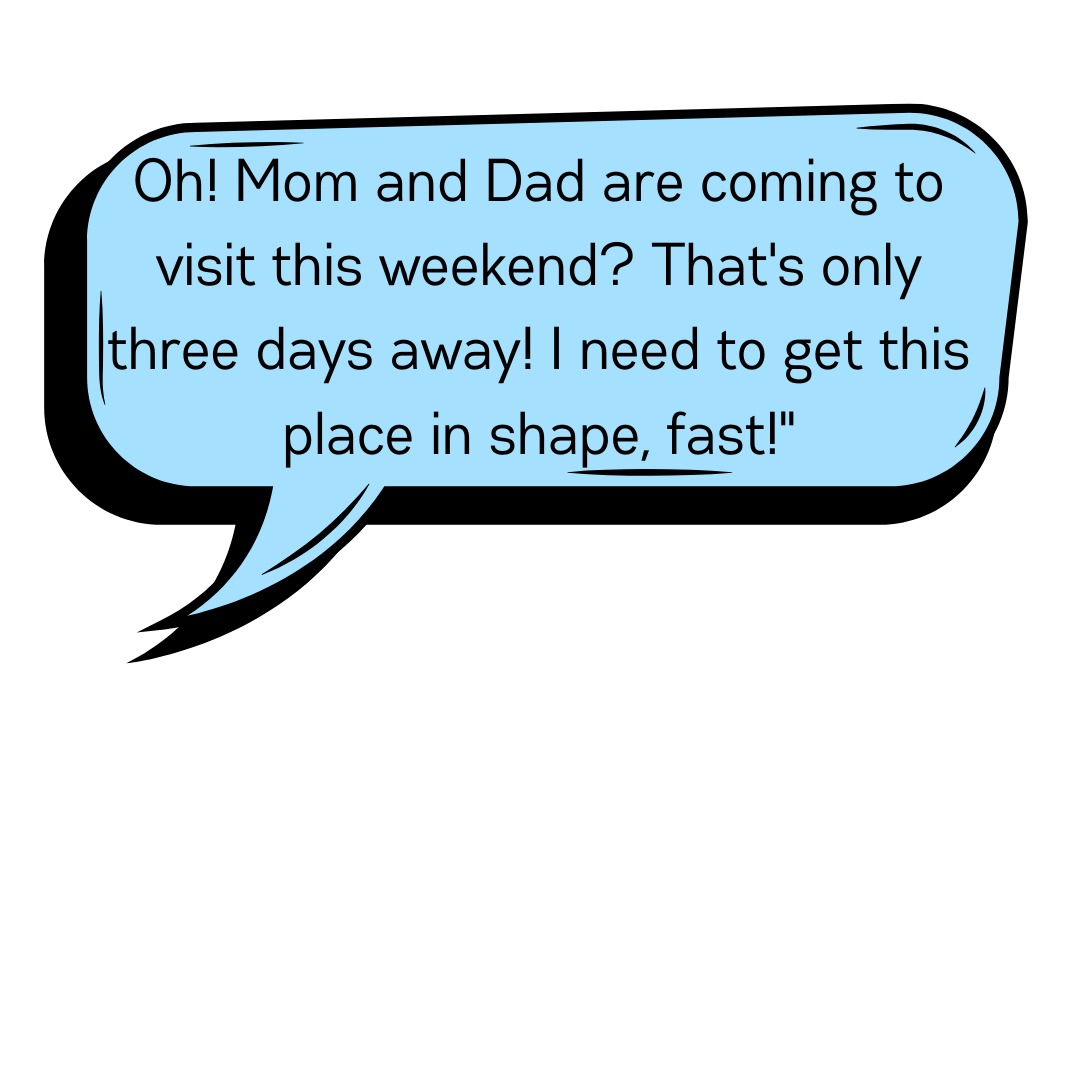 Oh! Mom and Dad are coming to
visit this weekend? That's only
three days away! I need to get this
place in shape, fast!"